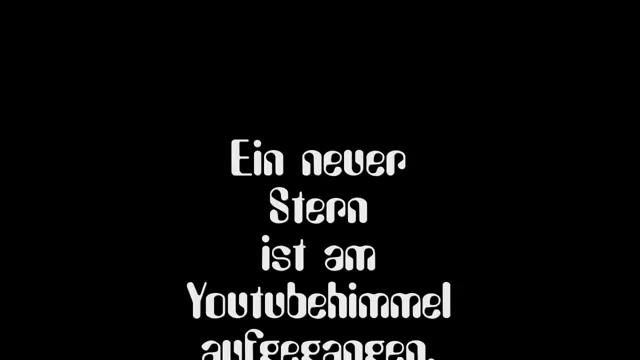 Ein neuer
Stern
ist am
Youtubehimmel
aufgegangen.